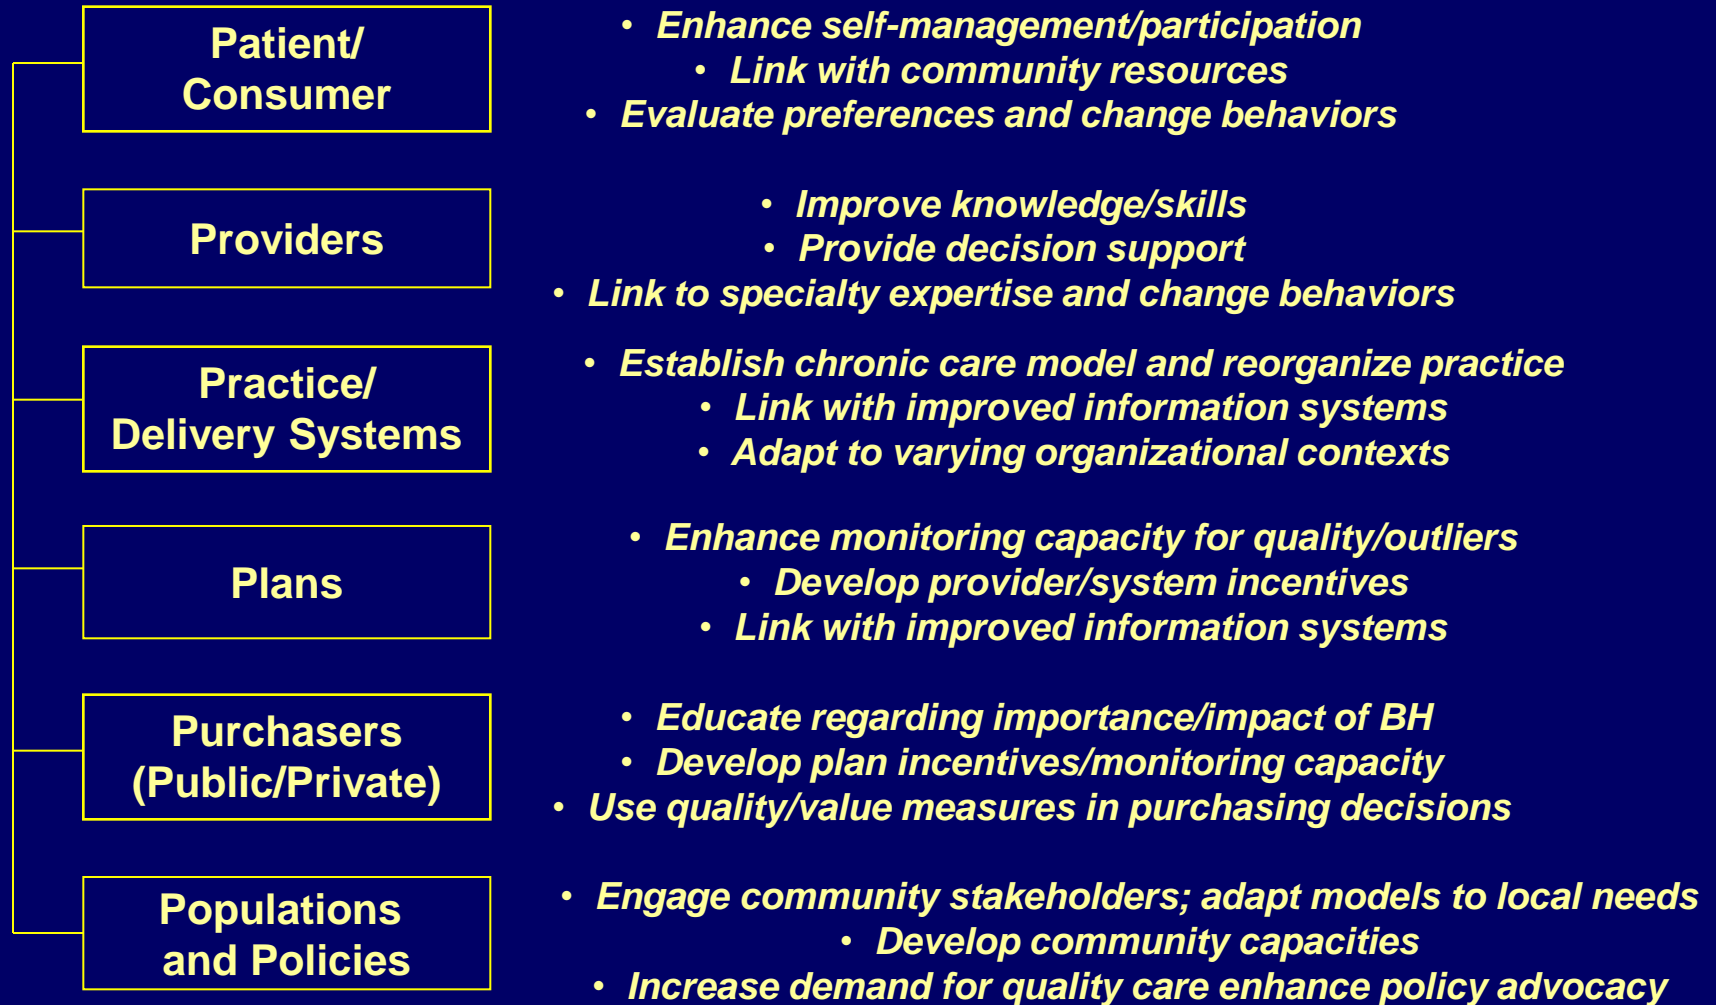 Patient/
Consumer
• Enhance self-management/participation
• Link with community resources
• Evaluate preferences and change behaviors
Providers
• Improve knowledge/skills
• Provide decision support
• Link to specialty expertise and change behaviors
Practice/
Delivery Systems
• Establish chronic care model and reorganize practice
• Link with improved information systems
• Adapt to varying organizational contexts
Plans
• Enhance monitoring capacity for quality/outliers
• Develop provider/system incentives
• Link with improved information systems
Purchasers
(Public/Private)
• Educate regarding importance/impact of BH
• Develop plan incentives/monitoring capacity
• Use quality/value measures in purchasing decisions
Populations
and Policies
• Engage community stakeholders; adapt models to local needs
• Develop community capacities
• Increase demand for quality care enhance policy advocacy